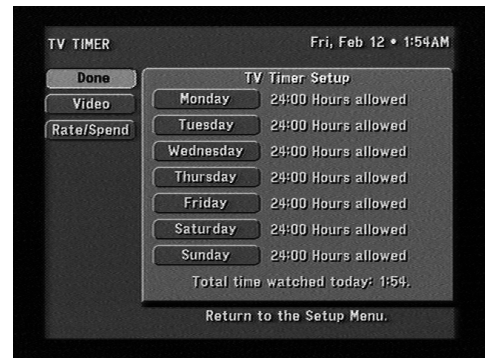 TV TIMER
Fri, Feb 12 • 1:54AM
Done
Video
Rate/Spend
TV Timer Setup
Monday 24:00 Hours allowed
Tuesday 24:00 Hours allowed
Wednesday 24:00 Hours allowed
Thursday 24:00 Hours allowed
Friday 24:00 Hours allowed
Saturday 24:00 Hours allowed
Sunday 24:00 Hours allowed
Total time watched today: 1:54.
Return to the Setup Menu.